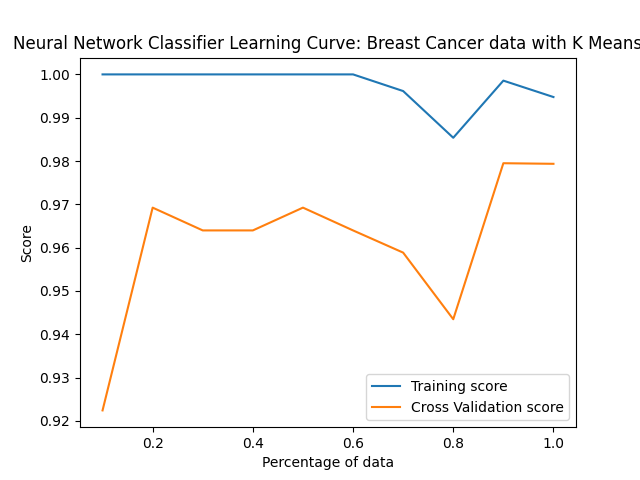 Neural Network Classifier Learning Curve: Breast Cancer data with K Means
1.00
0.99
0.98
0.97
0.96
0.95
0.94
0.93
0.92
Score
0.2
0.4
0.6
0.8
1.0
Percentage of data
Training score
Cross Validation score